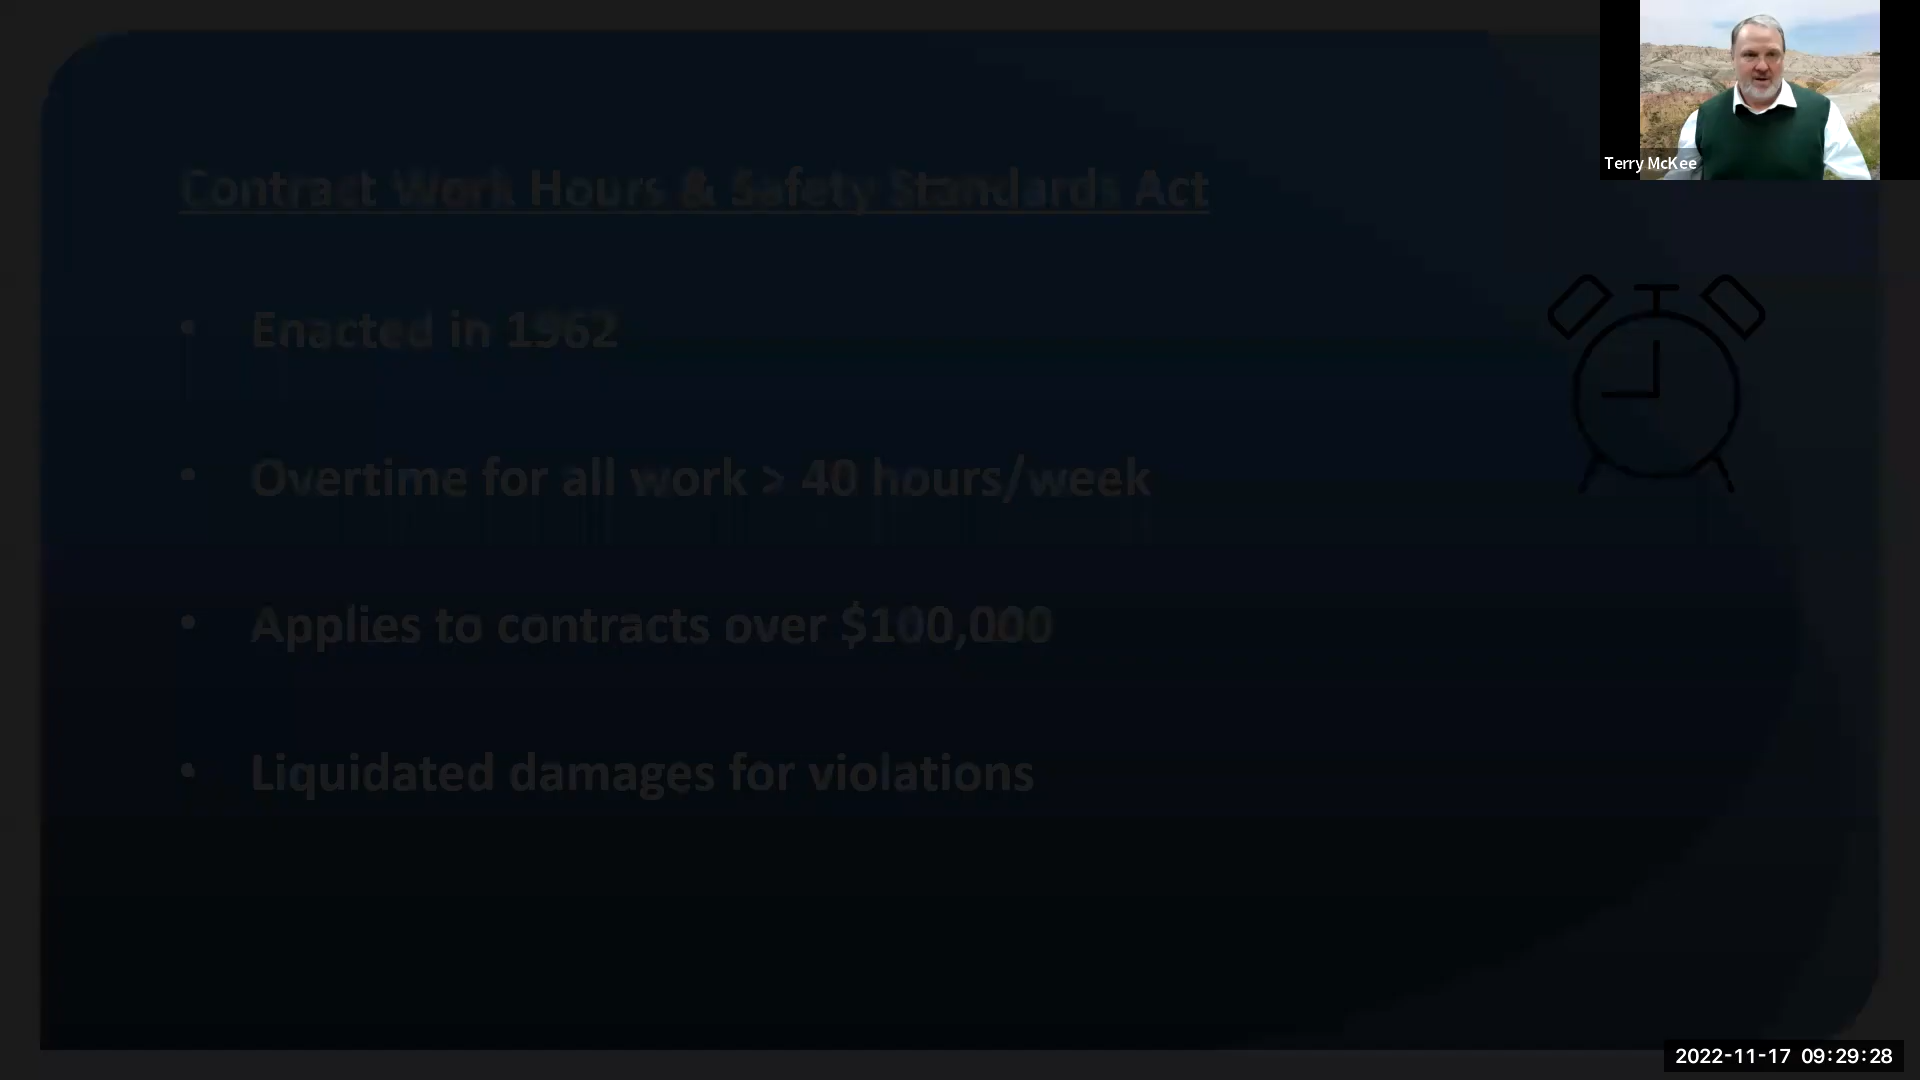 Terry McKee
Contract Work Hours & Safety Standards Act
• Enacted in 1962
• Overtime for all work > 40 hours/week
• Applies to contracts over $100,000
• Liquidated damages for violations
2022-11-17 09:29:28